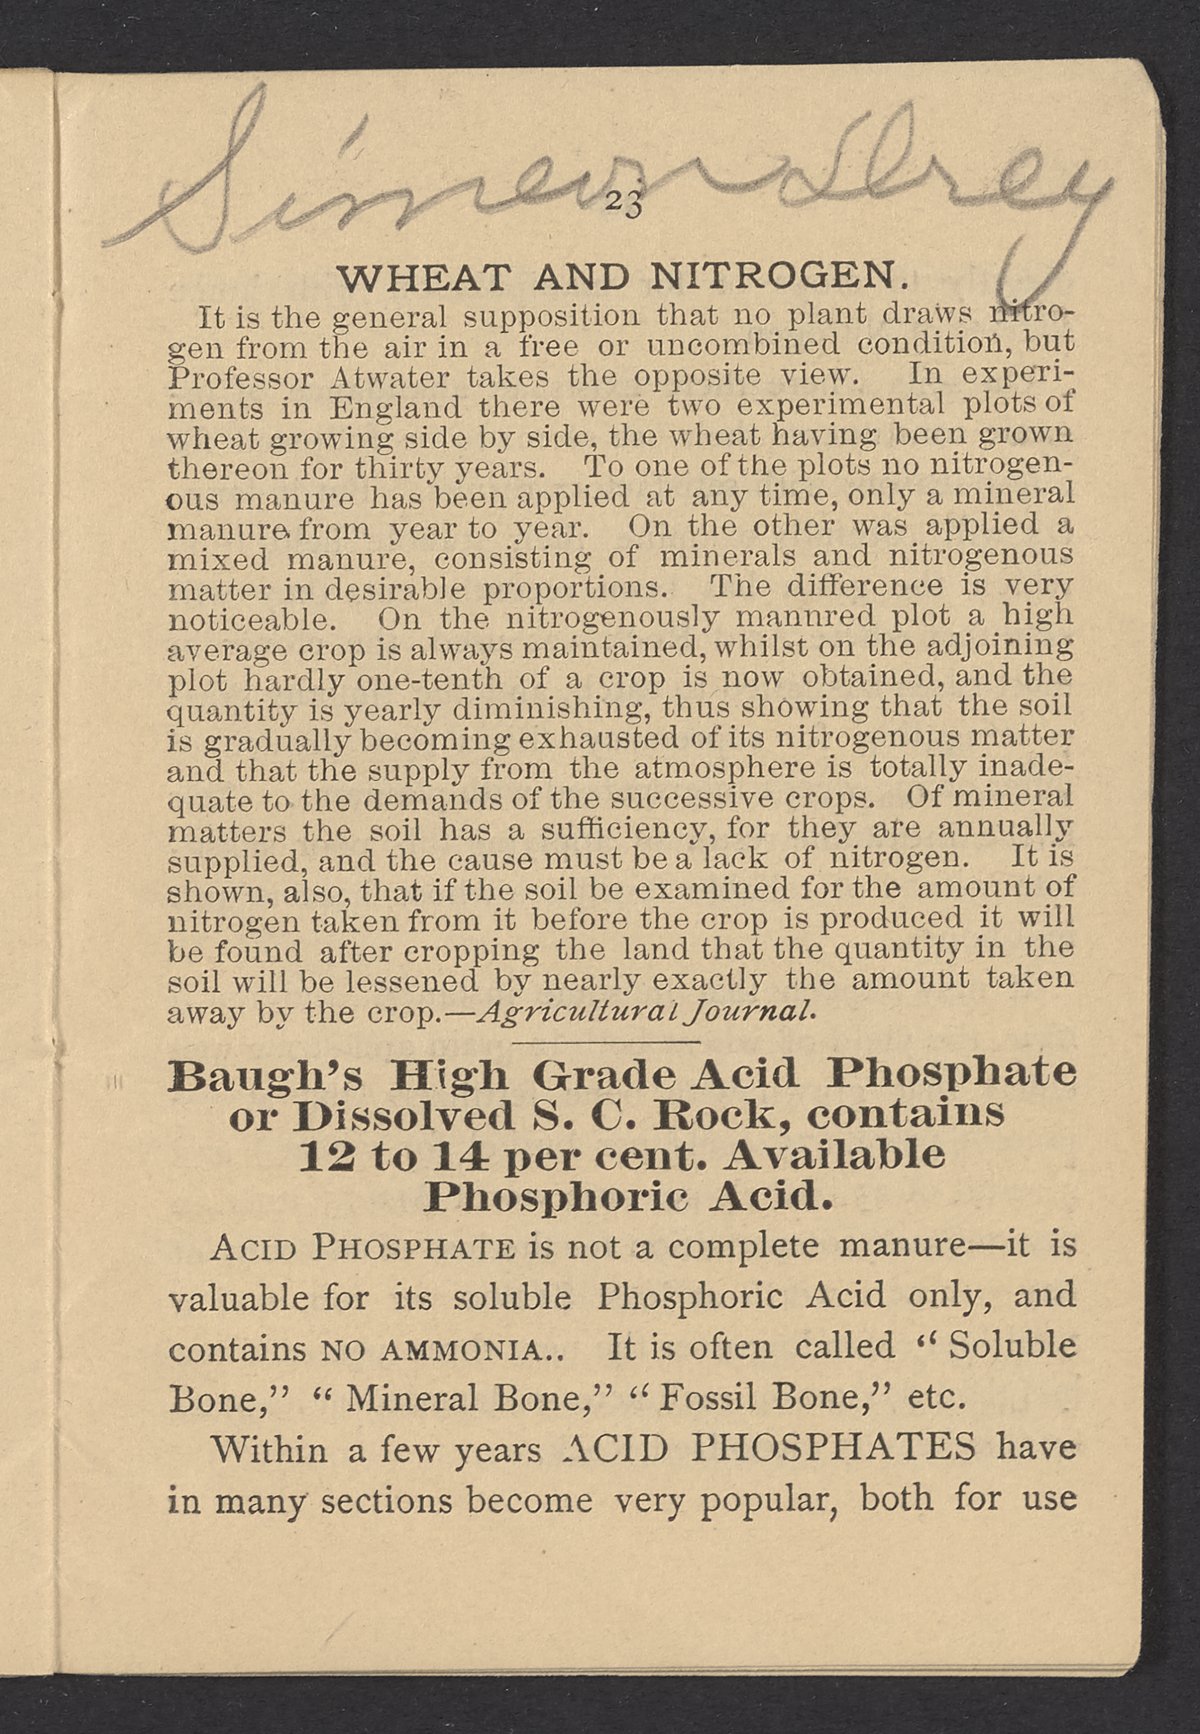 Simeon
23
WHEAT AND NITROGEN.
It is the general supposition that no plant draws nitro-
gen from the air in a free or uncombined condition, but
Professor Atwater takes the opposite view. In experi-
ments in England there were two experimental plots of
wheat growing side by side, the wheat having been grown
thereon for thirty years. To one of the plots no nitrogen-
ous manure has been applied at any time, only a mineral
manure from year to year. On the other was applied a
mixed manure, consisting of minerals and nitrogenous
matter in desirable proportions. The difference is very
noticeable. On the nitrogenously mannred plot a high
average crop is always maintained, whilst on the adjoining
plot hardly one-tenth of a crop is now obtained, and the
quantity is yearly diminishing, thus showing that the soil
is gradually becoming exhausted of its nitrogenous matter
and that the supply from the atmosphere is totally inade-
quate to the demands of the successive crops. Of mineral
matters the soil has a sufficiency, for they are annually
supplied, and the cause must be a lack of nitrogen. It is
shown, also, that if the soil be examined for the amount of
nitrogen taken from it before the crop is produced it will
be found after cropping the land that the quantity in the
soil will be lessened by nearly exactly the amount taken
away by the crop.—Agricultural Journal.
Baugh's High Grade Acid Phosphate
or Dissolved S. C. Rock, contains
12 to 14 per cent. Available
Phosphoric Acid.
ACID PHOSPHATE is not a complete manure—it is
valuable for its soluble Phosphoric Acid only, and
contains NO AMMONIA.. It is often called "Soluble
Bone," "Mineral Bone," "Fossil Bone," etc.
Within a few years ACID PHOSPHATES have
in many sections become very popular, both for use